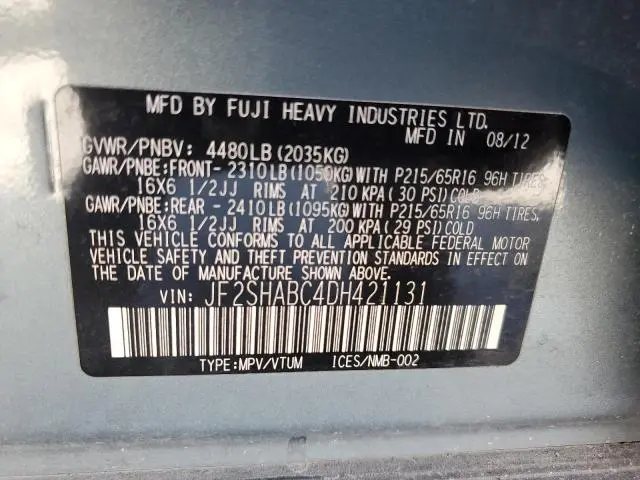 MFD BY FUJI HEAVY INDUSTRIES LTD.
MFD IN 08/12
GVWR/PNBV: 4480LB (2035KG)
GAWR/PNBE:FRONT- 2310LB (1050KG) WITH P215/65R16 96H TIRES,
16X6 1/2JJ RIMS AT 210 KPA (30 PSI) COLD
GAWR/PNBE:REAR - 2410LB (1095KG) WITH P215/65R16 96H TIRES,
16X6 1/2JJ RIMS AT 200 KPA (29 PSI) COLD
THIS VEHICLE CONFORMS TO ALL APPLICABLE FEDERAL MOTOR
VEHICLE SAFETY AND THEFT PREVENTION STANDARDS IN EFFECT ON
THE DATE OF MANUFACTURE SHOWN ABOVE.
VIN: JF2SHABC4DH421131
TYPE:MPV/VTUM ICES/NMB-002